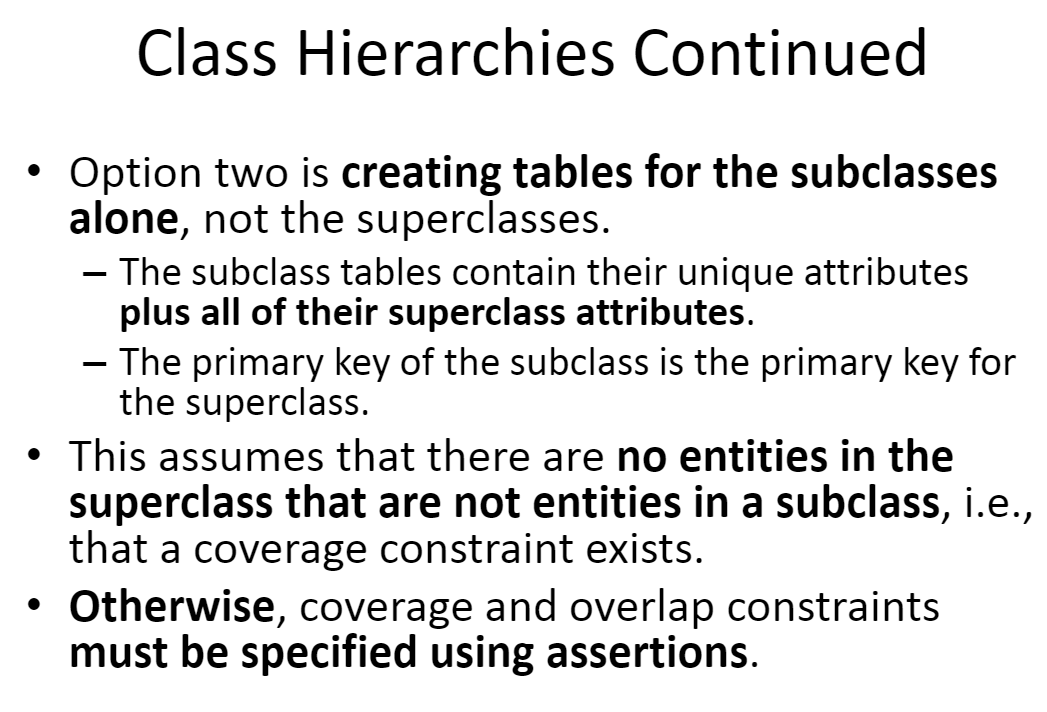 Class Hierarchies Continued
• Option two is creating tables for the subclasses
alone, not the superclasses.
– The subclass tables contain their unique attributes
plus all of their superclass attributes.
– The primary key of the subclass is the primary key for
the superclass.
• This assumes that there are no entities in the
superclass that are not entities in a subclass, i.e.,
that a coverage constraint exists.
• Otherwise, coverage and overlap constraints
must be specified using assertions.